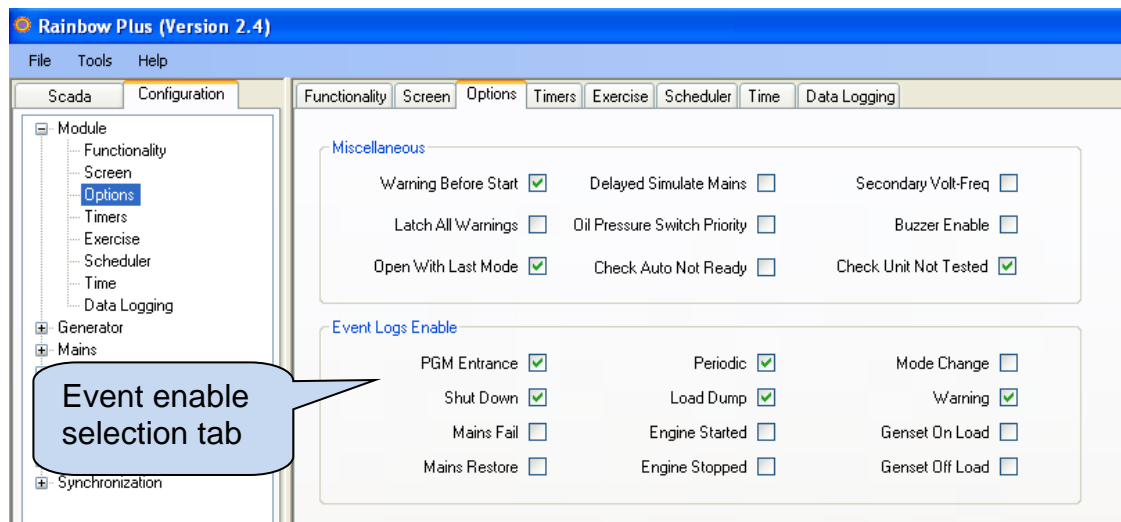 Rainbow Plus (Version 2.4)
File Tools Help
Scada Configuration
Functionality Screen Options Timers Exercise Scheduler Time Data Logging
Module
Functionality
Screen
Options
Timers
Exercise
Scheduler
Time
Data Logging
Generator
Mains
Synchronization
Miscellaneous
Warning Before Start Delayed Simulate Mains Secondary Volt-Freq
Latch All Warnings Oil Pressure Switch Priority Buzzer Enable
Open With Last Mode Check Auto Not Ready Check Unit Not Tested
Event Logs Enable
PGM Entrance Periodic Mode Change
Shut Down Load Dump Warning
Mains Fail Engine Started Genset On Load
Mains Restore Engine Stopped Genset Off Load
Event enable
selection tab